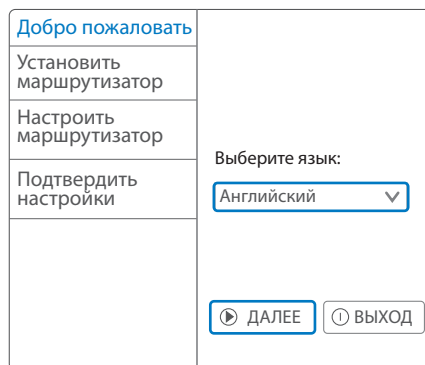 Добро пожаловать
Установить
маршрутизатор
Настроить
маршрутизатор
Подтвердить
настройки
Выберите язык:
Английский
ДАЛЕЕ
ВЫХОД